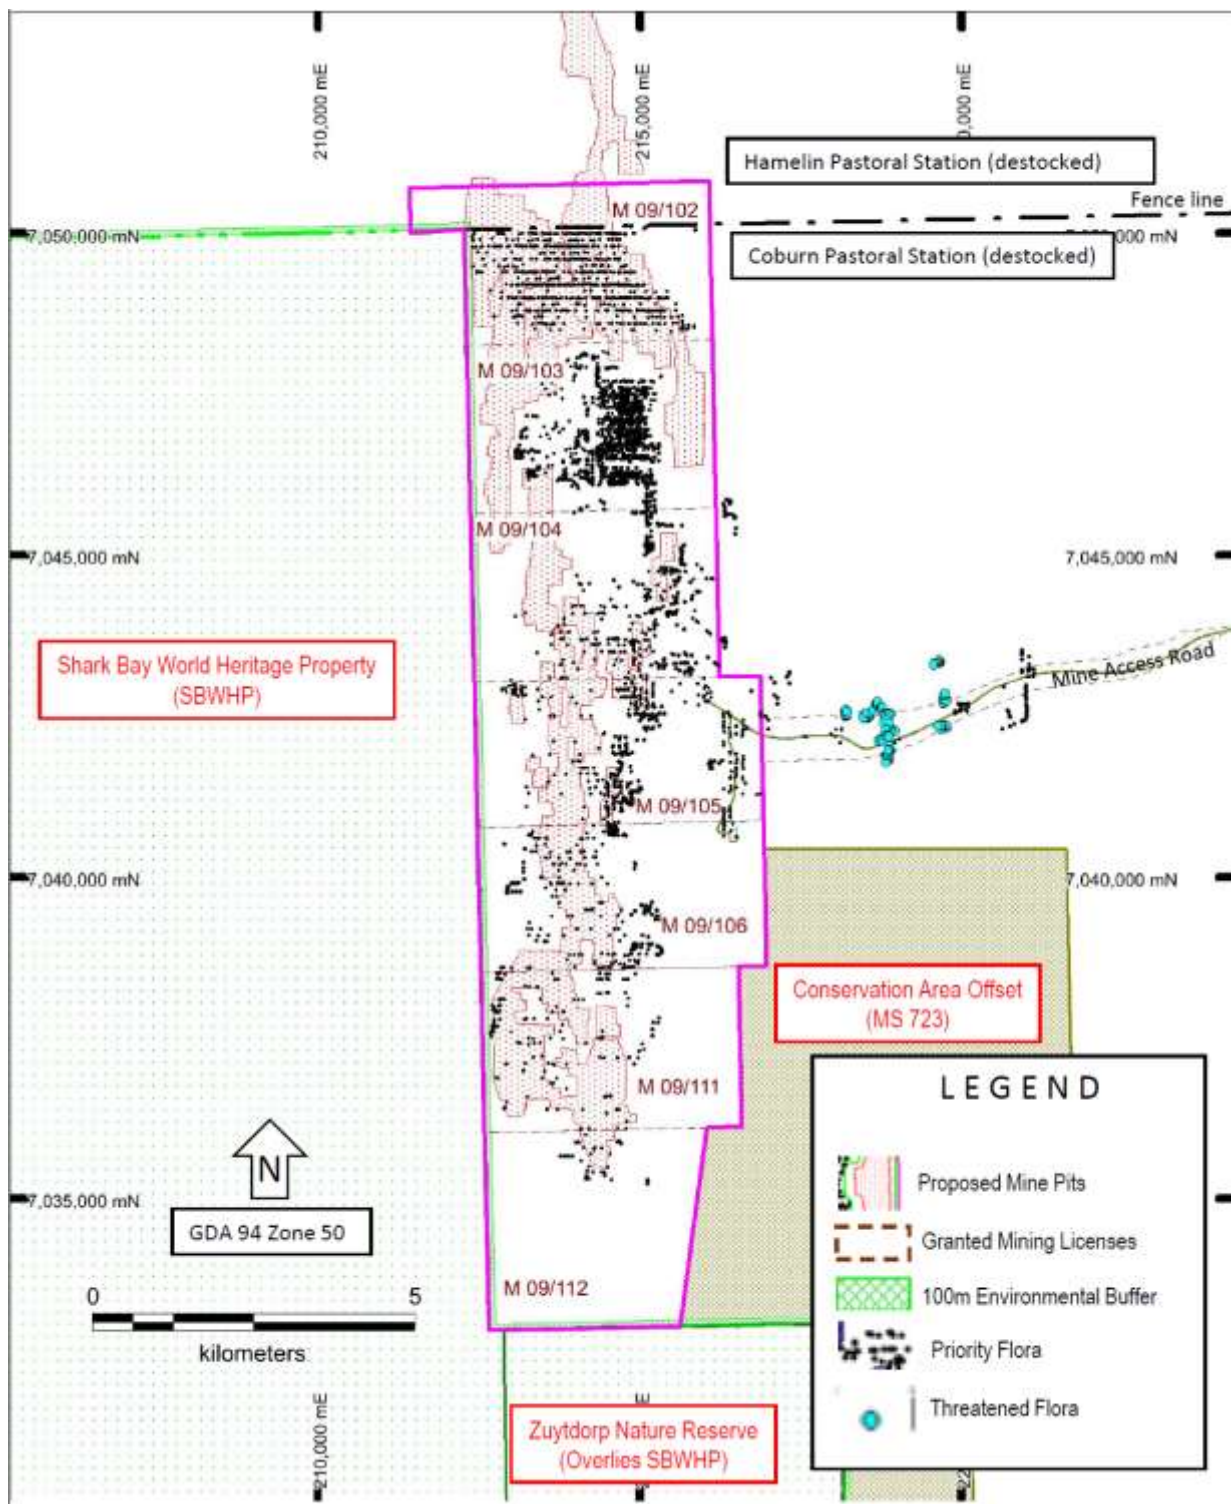 210,000 mE
215,000 mE
0,000 mE
Hamelin Pastoral Station (destocked)
M 09/102
Fence line
7,050,000 mN
000 mN
Coburn Pastoral Station (destocked)
M 09/103
M 09/104
7,045,000 mN
7,045,000 mN
Shark Bay World Heritage Property
(SBWHP)
Mine Access Road
M 09/105
7,040,000 mN
7,040,000 mN
M 09/106
Conservation Area Offset
(MS 723)
M 09/111
LEGEND
Proposed Mine Pits
Granted Mining Licenses
100m Environmental Buffer
Priority Flora
Threatened Flora
N
GDA 94 Zone 50
7,035,000 mN
0 5
kilometers
M 09/112
210,000 mE
Zuytdorp Nature Reserve
(Overlies SBWHP)